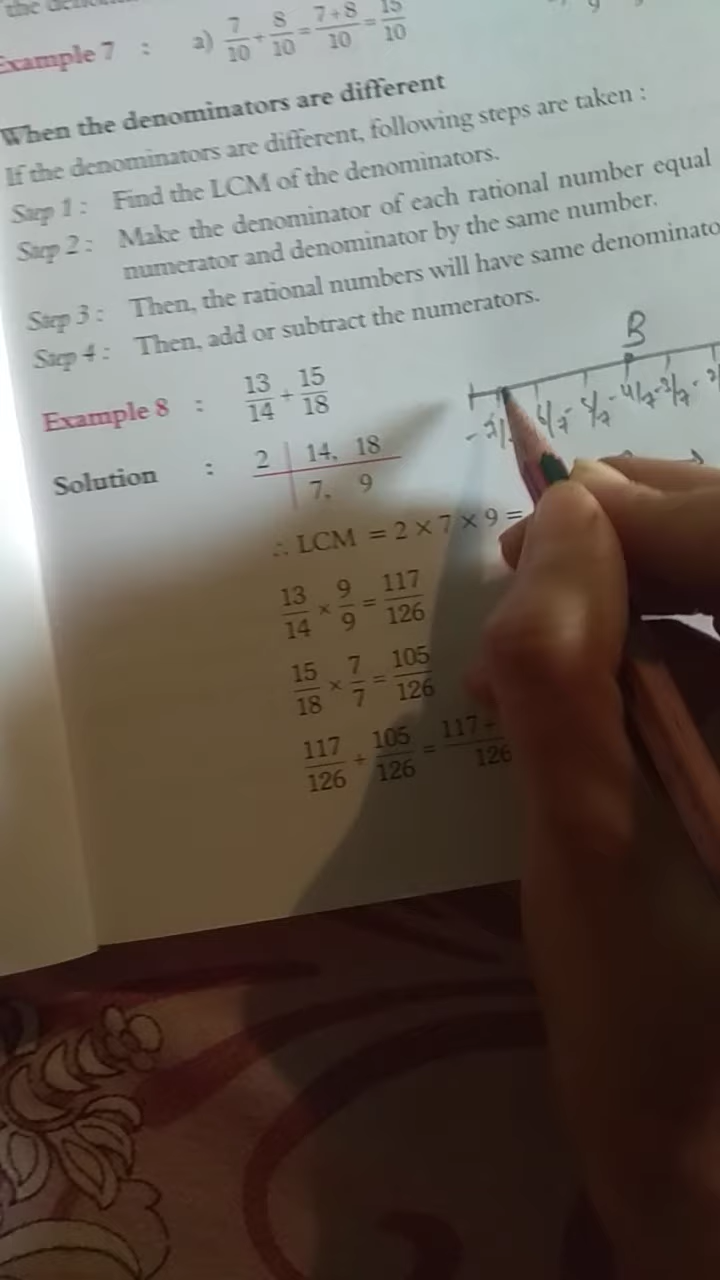 Example 7 : a) 7/10 + 8/10 = 7+8/10 = 15/10
When the denominators are different
If the denominators are different, following steps are taken :
Step 1 : Find the LCM of the denominators.
Step 2 : Make the denominator of each rational number equal
numerator and denominator by the same number.
Step 3 : Then, the rational numbers will have same
Step 4 : Then, add or subtract the numerators.
B
Example 8 : 13/14 + 15/18
Solution : 2 | 14, 18
7, 9
∴ LCM = 2 × 7 × 9 =
13/14 × 9/9 = 117/126
15/18 × 7/7 = 105/126
117/126 + 105/126 = 117/126